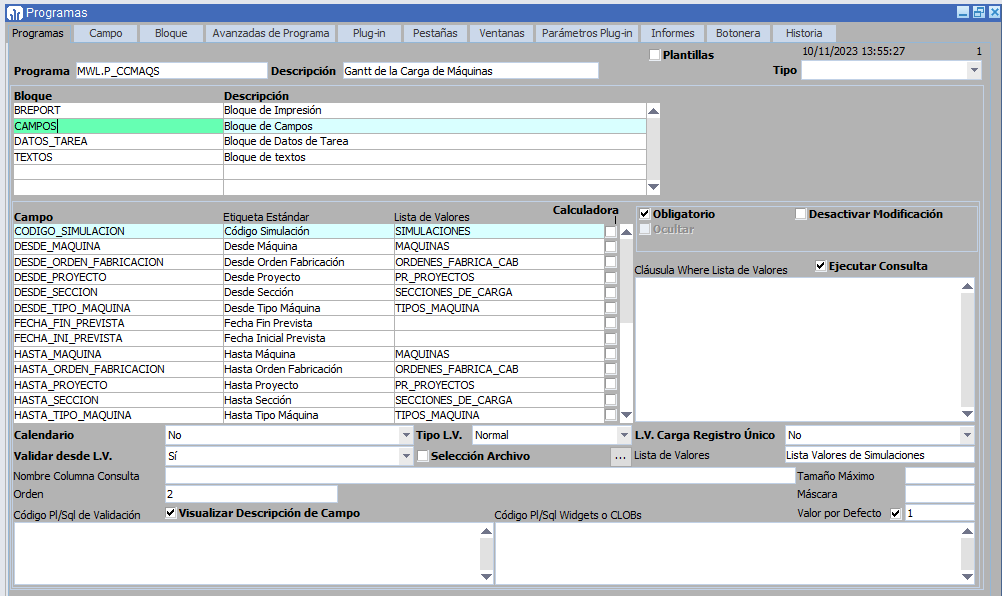 Programas
Programas Campo Bloque Avanzadas de Programa Plug-in Pestañas Ventanas Parámetros Plug-in Informes Botonera Historia
Plantillas 10/11/2023 13:55:27 1
Programa MWL.P_CCMAQS Descripción Gantt de la Carga de Máquinas Tipo
Bloque Descripción
BREPORT Bloque de Impresión
CAMPOS Bloque de Campos
DATOS_TAREA Bloque de Datos de Tarea
TEXTOS Bloque de textos
Campo Etiqueta Estándar Lista de Valores Calculadora
CODIGO_SIMULACION Código Simulación SIMULACIONES
DESDE_MAQUINA Desde Máquina MAQUINAS
DESDE_ORDEN_FABRICACION Desde Orden Fabricación ORDENES_FABRICA_CAB
DESDE_PROYECTO Desde Proyecto PR_PROYECTOS
DESDE_SECCION Desde Sección SECCIONES_DE_CARGA
DESDE_TIPO_MAQUINA Desde Tipo Máquina TIPOS_MAQUINA
FECHA_FIN_PREVISTA Fecha Fin Prevista
FECHA_INI_PREVISTA Fecha Inicial Prevista
HASTA_MAQUINA Hasta Máquina MAQUINAS
HASTA_ORDEN_FABRICACION Hasta Orden Fabricación ORDENES_FABRICA_CAB
HASTA_PROYECTO Hasta Proyecto PR_PROYECTOS
HASTA_SECCION Hasta Sección SECCIONES_DE_CARGA
HASTA_TIPO_MAQUINA Hasta Tipo Máquina TIPOS_MAQUINA
Obligatorio Desactivar Modificación
Ocultar
Cláusula Where Lista de Valores Ejecutar Consulta
Calendario No Tipo L.V. Normal L.V. Carga Registro Único No
Validar desde L.V. Sí Selección Archivo ... Lista de Valores Lista Valores de Simulaciones
Nombre Columna Consulta Tamaño Máximo
Orden 2 Máscara
Código Pl/Sql de Validación Visualizar Descripción de Campo Código Pl/Sql Widgets o CLOBs Valor por Defecto 1